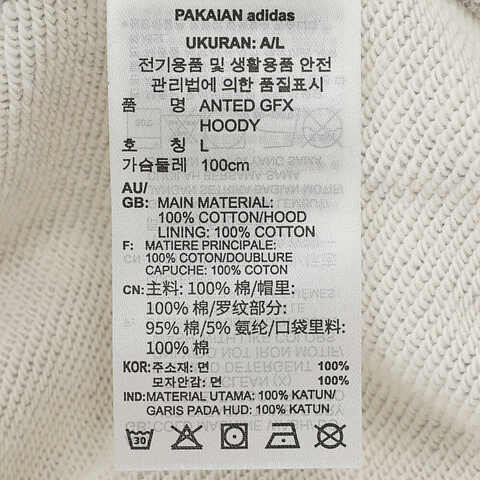 PAKAIAN adidas
UKURAN: A/L
전기용품 및 생활용품 안전
관리법에 의한 품질표시
품 명 ANTED GFX
HOODY
호 칭 L
가슴둘레 100cm
AU/
GB: MAIN MATERIAL:
100% COTTON/HOOD
LINING: 100% COTTON
F: MATIERE PRINCIPALE:
100% COTON/DOUBLURE
CAPUCHE: 100% COTON
CN: 主料: 100% 棉/帽里:
100% 棉/罗纹部分:
95% 棉/5% 氨纶/口袋里料:
100% 棉
KOR: 주소재: 면 100%
모자안감: 면 100%
IND: MATERIAL UTAMA: 100% KATUN/
GARIS PADA HUD: 100% KATUN
30